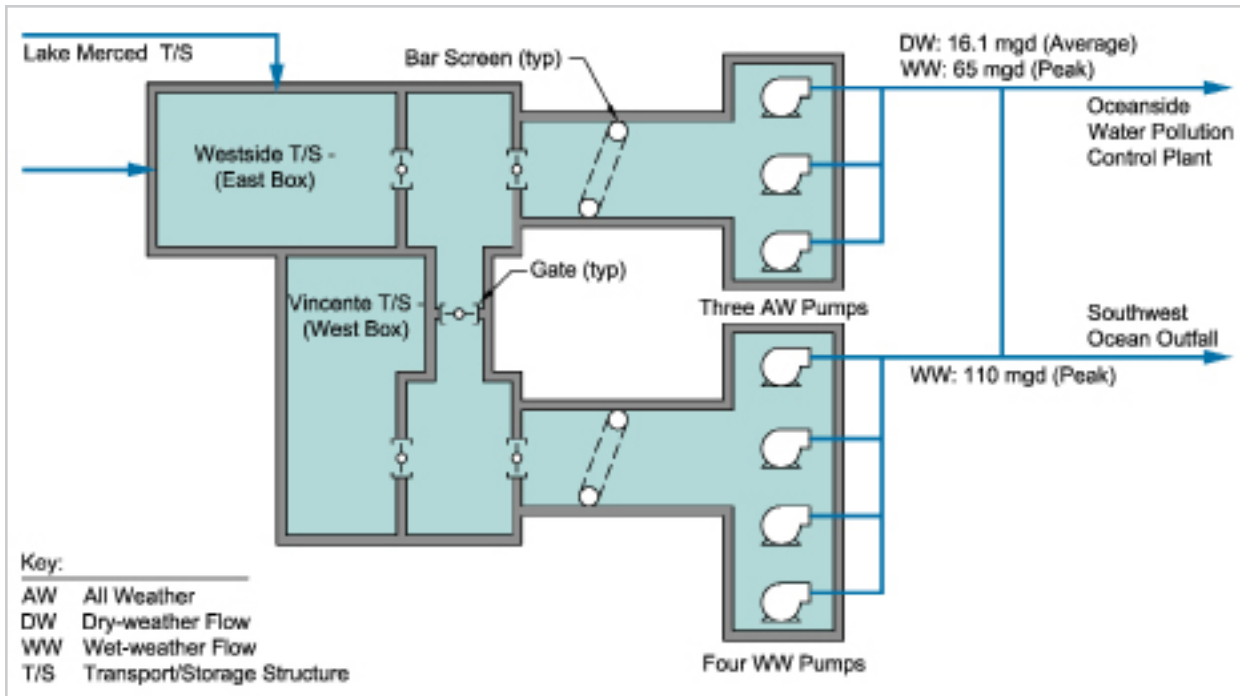 Lake Merced T/S
Bar Screen (typ)
DW: 16.1 mgd (Average)
WW: 65 mgd (Peak)
Oceanside
Water Pollution
Control Plant
Westside T/S -
(East Box)
Gate (typ)
Vincente T/S -
(West Box)
Three AW Pumps
Southwest
Ocean Outfall
WW: 110 mgd (Peak)
Four WW Pumps
Key:
AW All Weather
DW Dry-weather Flow
WW Wet-weather Flow
T/S Transport/Storage Structure